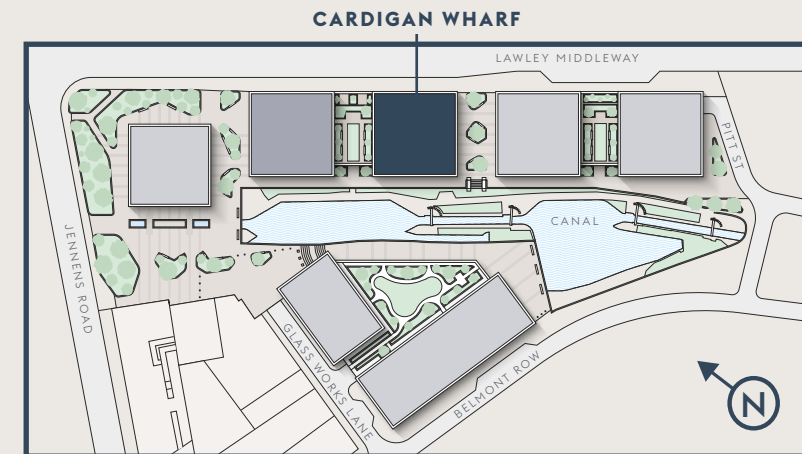 CARDIGAN WHARF
LAWLEY MIDDLEWAY
PITT ST
CANAL
JENNENS ROAD
GLASS WORKS LANE
BELMONT ROW
N